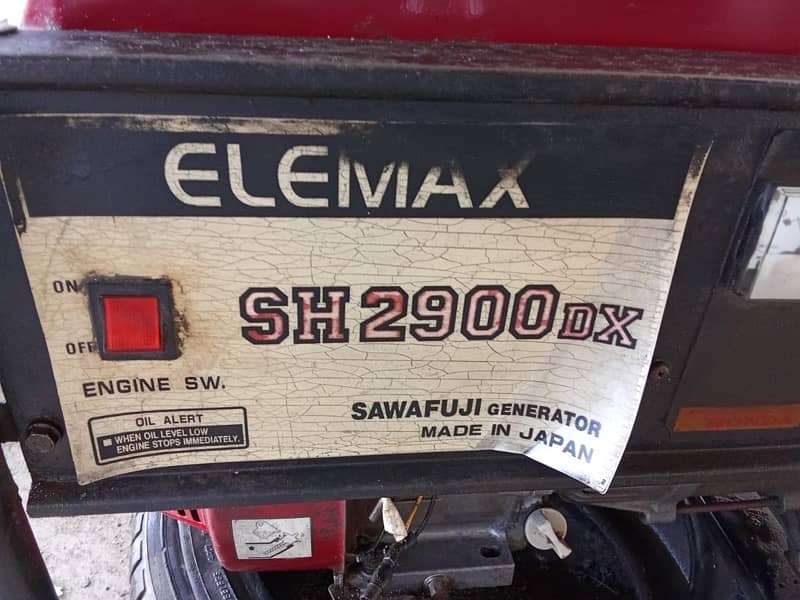 ELEMAX
ON
SH2900DX
OFF
ENGINE SW.
OIL ALERT
WHEN OIL LEVEL LOW
ENGINE STOPS IMMEDIATELY.
SAWAFUJI GENERATOR
MADE IN JAPAN